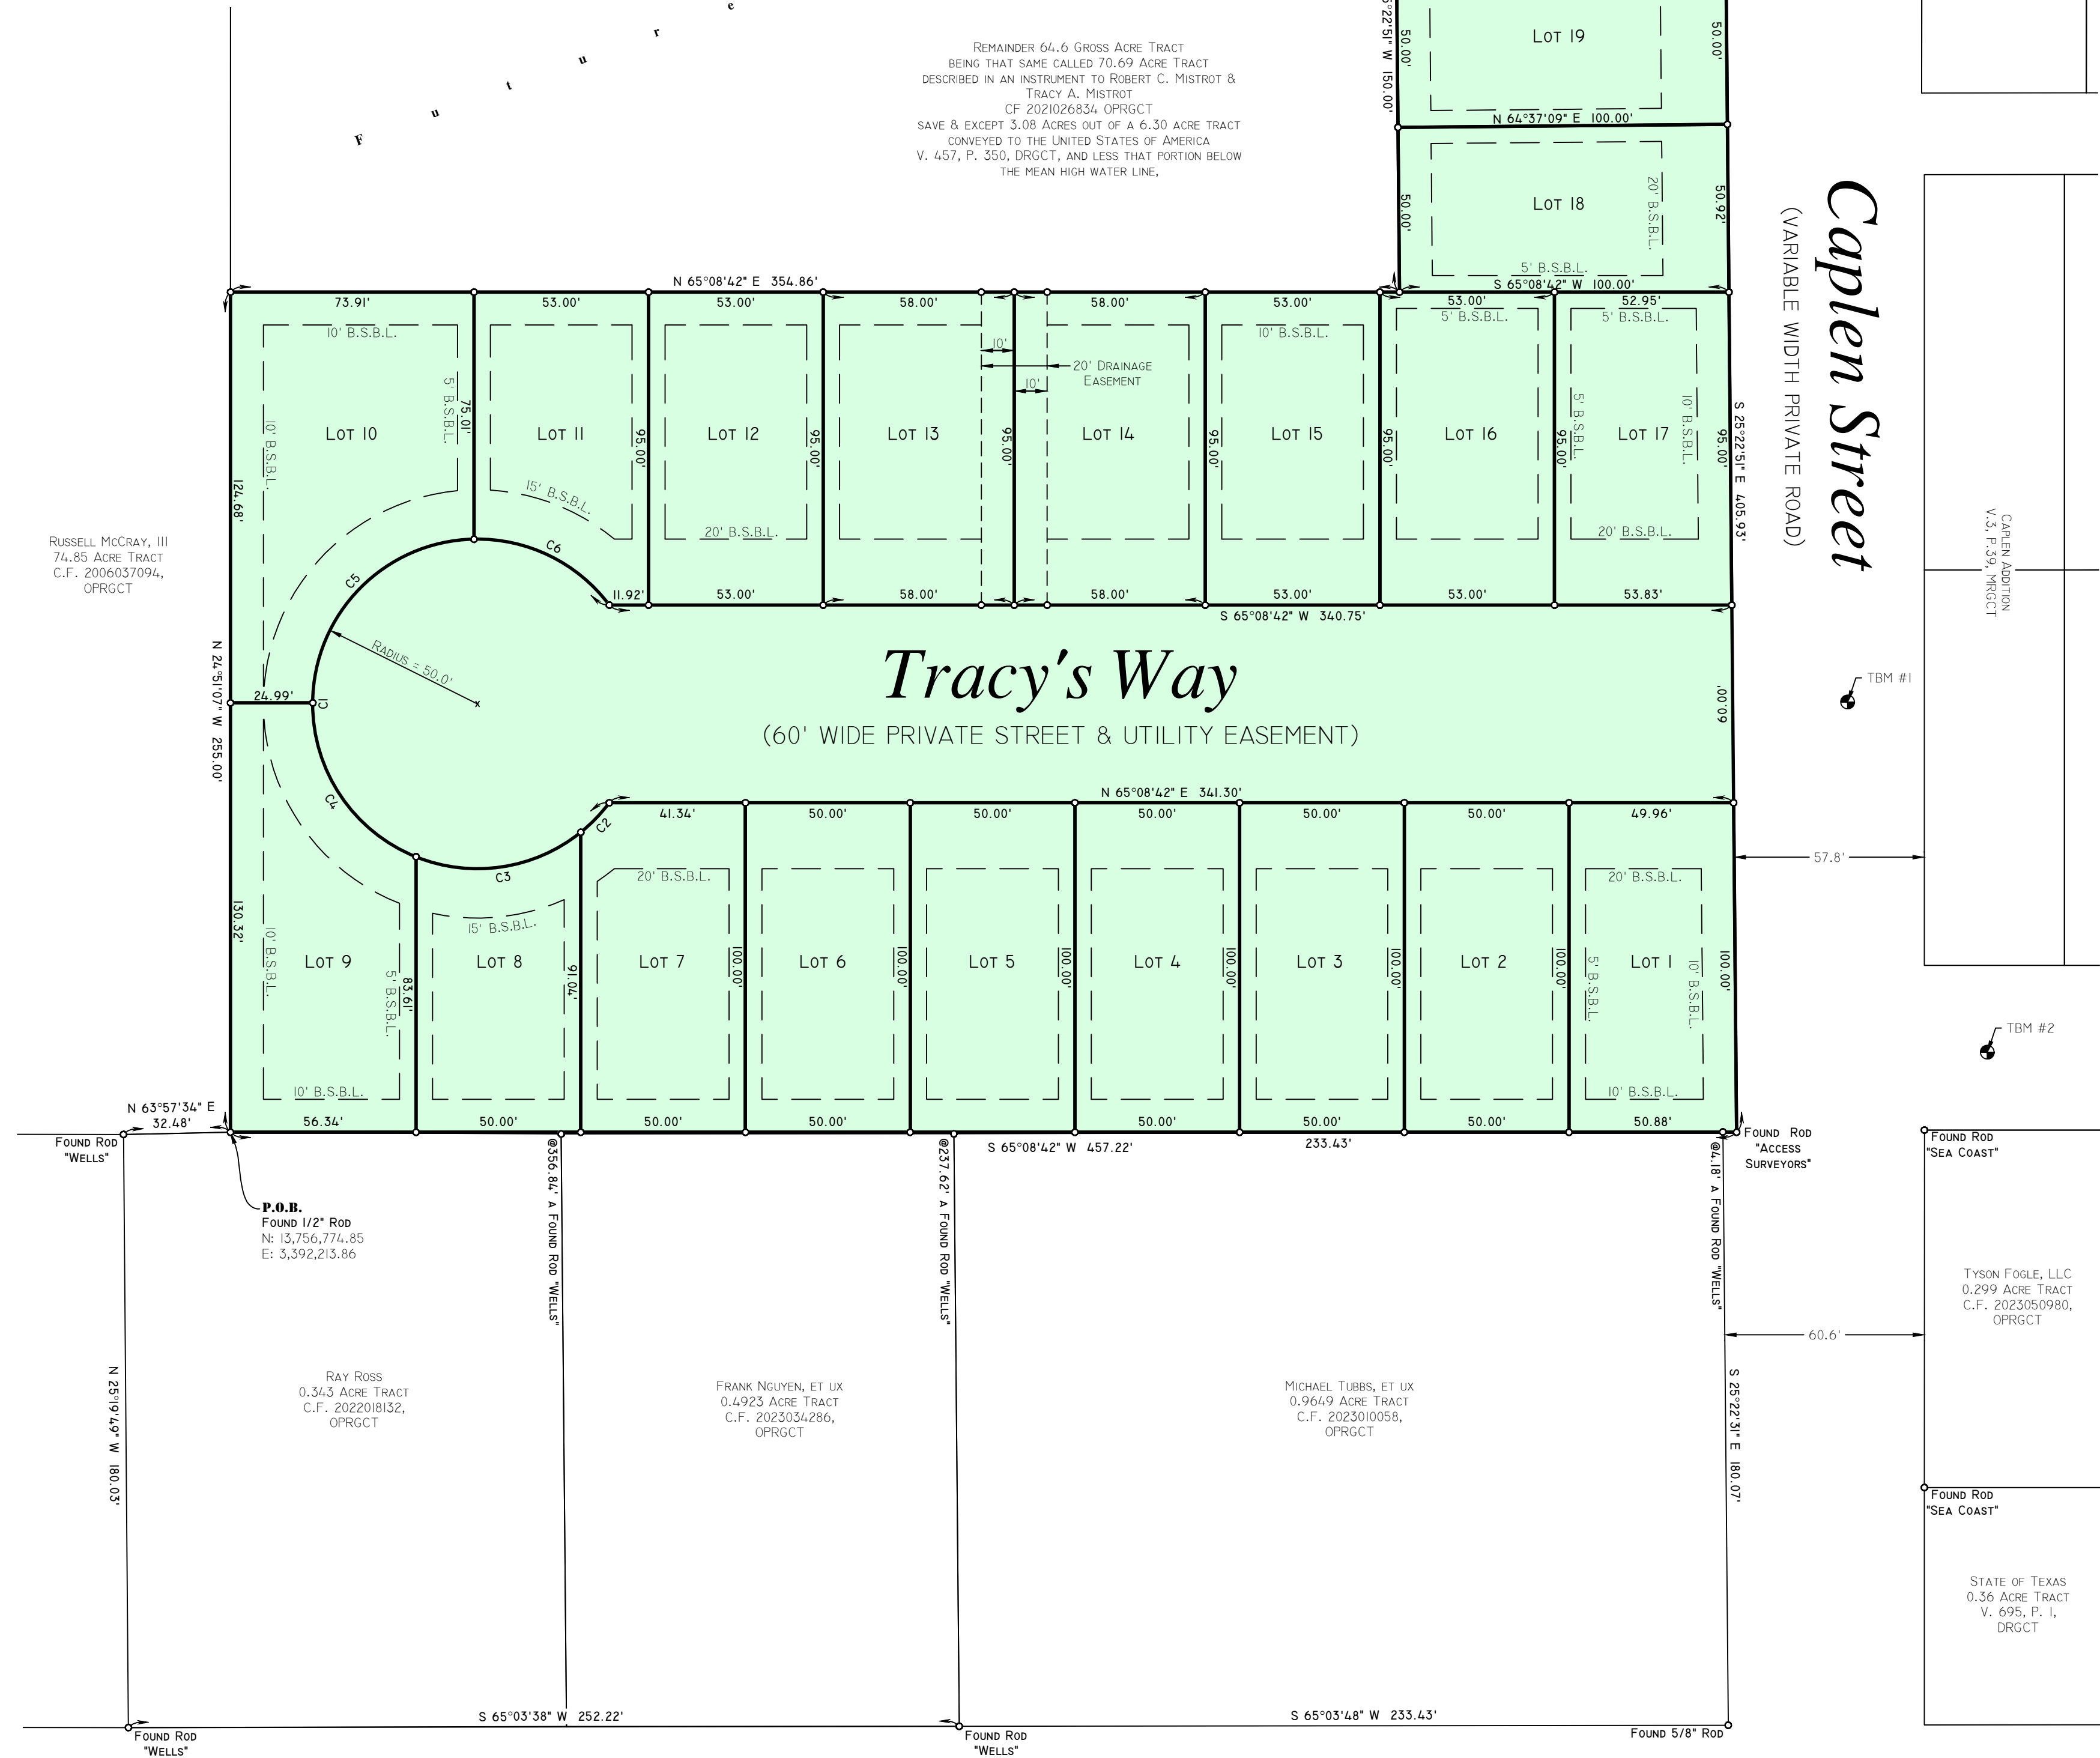 F u t u r e
REMAINDER 64.6 GROSS ACRE TRACT
BEING THAT SAME CALLED 70.69 ACRE TRACT
DESCRIBED IN AN INSTRUMENT TO ROBERT C. MISTROT &
TRACY A. MISTROT
CF 2021026834 OPRGCT
SAVE & EXCEPT 3.08 ACRES OUT OF A 6.30 ACRE TRACT
CONVEYED TO THE UNITED STATES OF AMERICA
V. 457, P. 350, DRGCT, AND LESS THAT PORTION BELOW
THE MEAN HIGH WATER LINE,
5°22'51" W 150.00'
50.00'
LOT 19
50.00'
N 64°37'09" E 100.00'
50.00'
LOT 18
20' B.S.B.L.
50.92'
5' B.S.B.L.
S 65°08'42" W 100.00'
Caplen Street
(VARIABLE WIDTH PRIVATE ROAD)
N 65°08'42" E 354.86'
73.91'
53.00'
53.00'
58.00'
58.00'
53.00'
53.00'
52.95'
10' B.S.B.L.
10' B.S.B.L.
5' B.S.B.L.
5' B.S.B.L.
10'
20' DRAINAGE
EASEMENT
10'
10' B.S.B.L.
5' B.S.B.L.
75.01'
LOT 10
LOT 11
95.00'
LOT 12
95.00'
LOT 13
95.00'
LOT 14
95.00'
LOT 15
95.00'
LOT 16
95.00'
5' B.S.B.L.
LOT 17
10' B.S.B.L.
95.00'
S 25°22'51" E 405.93'
124.68'
15' B.S.B.L.
20' B.S.B.L.
20' B.S.B.L.
C5
C6
11.92'
53.00'
58.00'
58.00'
53.00'
53.00'
53.83'
S 65°08'42" W 340.75'
RUSSELL MCCRAY, III
74.85 ACRE TRACT
C.F. 2006037094,
OPRGCT
CAPLEN ADDITION
V.3, P.39, MRGCT
N 24°51'07" W 255.00'
RADIUS = 50.0'
24.99'
C1
x
Tracy's Way
(60' WIDE PRIVATE STREET & UTILITY EASEMENT)
60.00'
TBM #1
C4
C3
C2
N 65°08'42" E 341.30'
41.34'
50.00'
50.00'
50.00'
50.00'
50.00'
49.96'
57.8'
20' B.S.B.L.
20' B.S.B.L.
15' B.S.B.L.
130.32'
10' B.S.B.L.
LOT 9
5' B.S.B.L.
83.61'
LOT 8
91.04'
LOT 7
100.00'
LOT 6
100.00'
LOT 5
100.00'
LOT 4
100.00'
LOT 3
100.00'
LOT 2
100.00'
5' B.S.B.L.
LOT 1
10' B.S.B.L.
100.00'
TBM #2
10' B.S.B.L.
10' B.S.B.L.
N 63°57'34" E
32.48'
56.34'
50.00'
50.00'
50.00'
50.00'
50.00'
50.00'
50.88'
S 65°08'42" W 457.22'
233.43'
FOUND ROD
"WELLS"
FOUND ROD
"ACCESS
SURVEYORS"
FOUND ROD
"SEA COAST"
@356.84' A FOUND ROD "WELLS"
@237.62' A FOUND ROD "WELLS"
@4.18' A FOUND ROD "WELLS"
P.O.B.
FOUND 1/2" ROD
N: 13,756,774.85
E: 3,392,213.86
TYSON FOGLE, LLC
0.299 ACRE TRACT
C.F. 2023050980,
OPRGCT
60.6'
N 25°19'49" W 180.03'
RAY ROSS
0.343 ACRE TRACT
C.F. 2022018132,
OPRGCT
FRANK NGUYEN, ET UX
0.4923 ACRE TRACT
C.F. 2023034286,
OPRGCT
MICHAEL TUBBS, ET UX
0.9649 ACRE TRACT
C.F. 2023010058,
OPRGCT
S 25°22'31" E 180.07'
FOUND ROD
"SEA COAST"
STATE OF TEXAS
0.36 ACRE TRACT
V. 695, P. 1,
DRGCT
S 65°03'38" W 252.22'
S 65°03'48" W 233.43'
FOUND ROD
"WELLS"
FOUND ROD
"WELLS"
FOUND 5/8" ROD